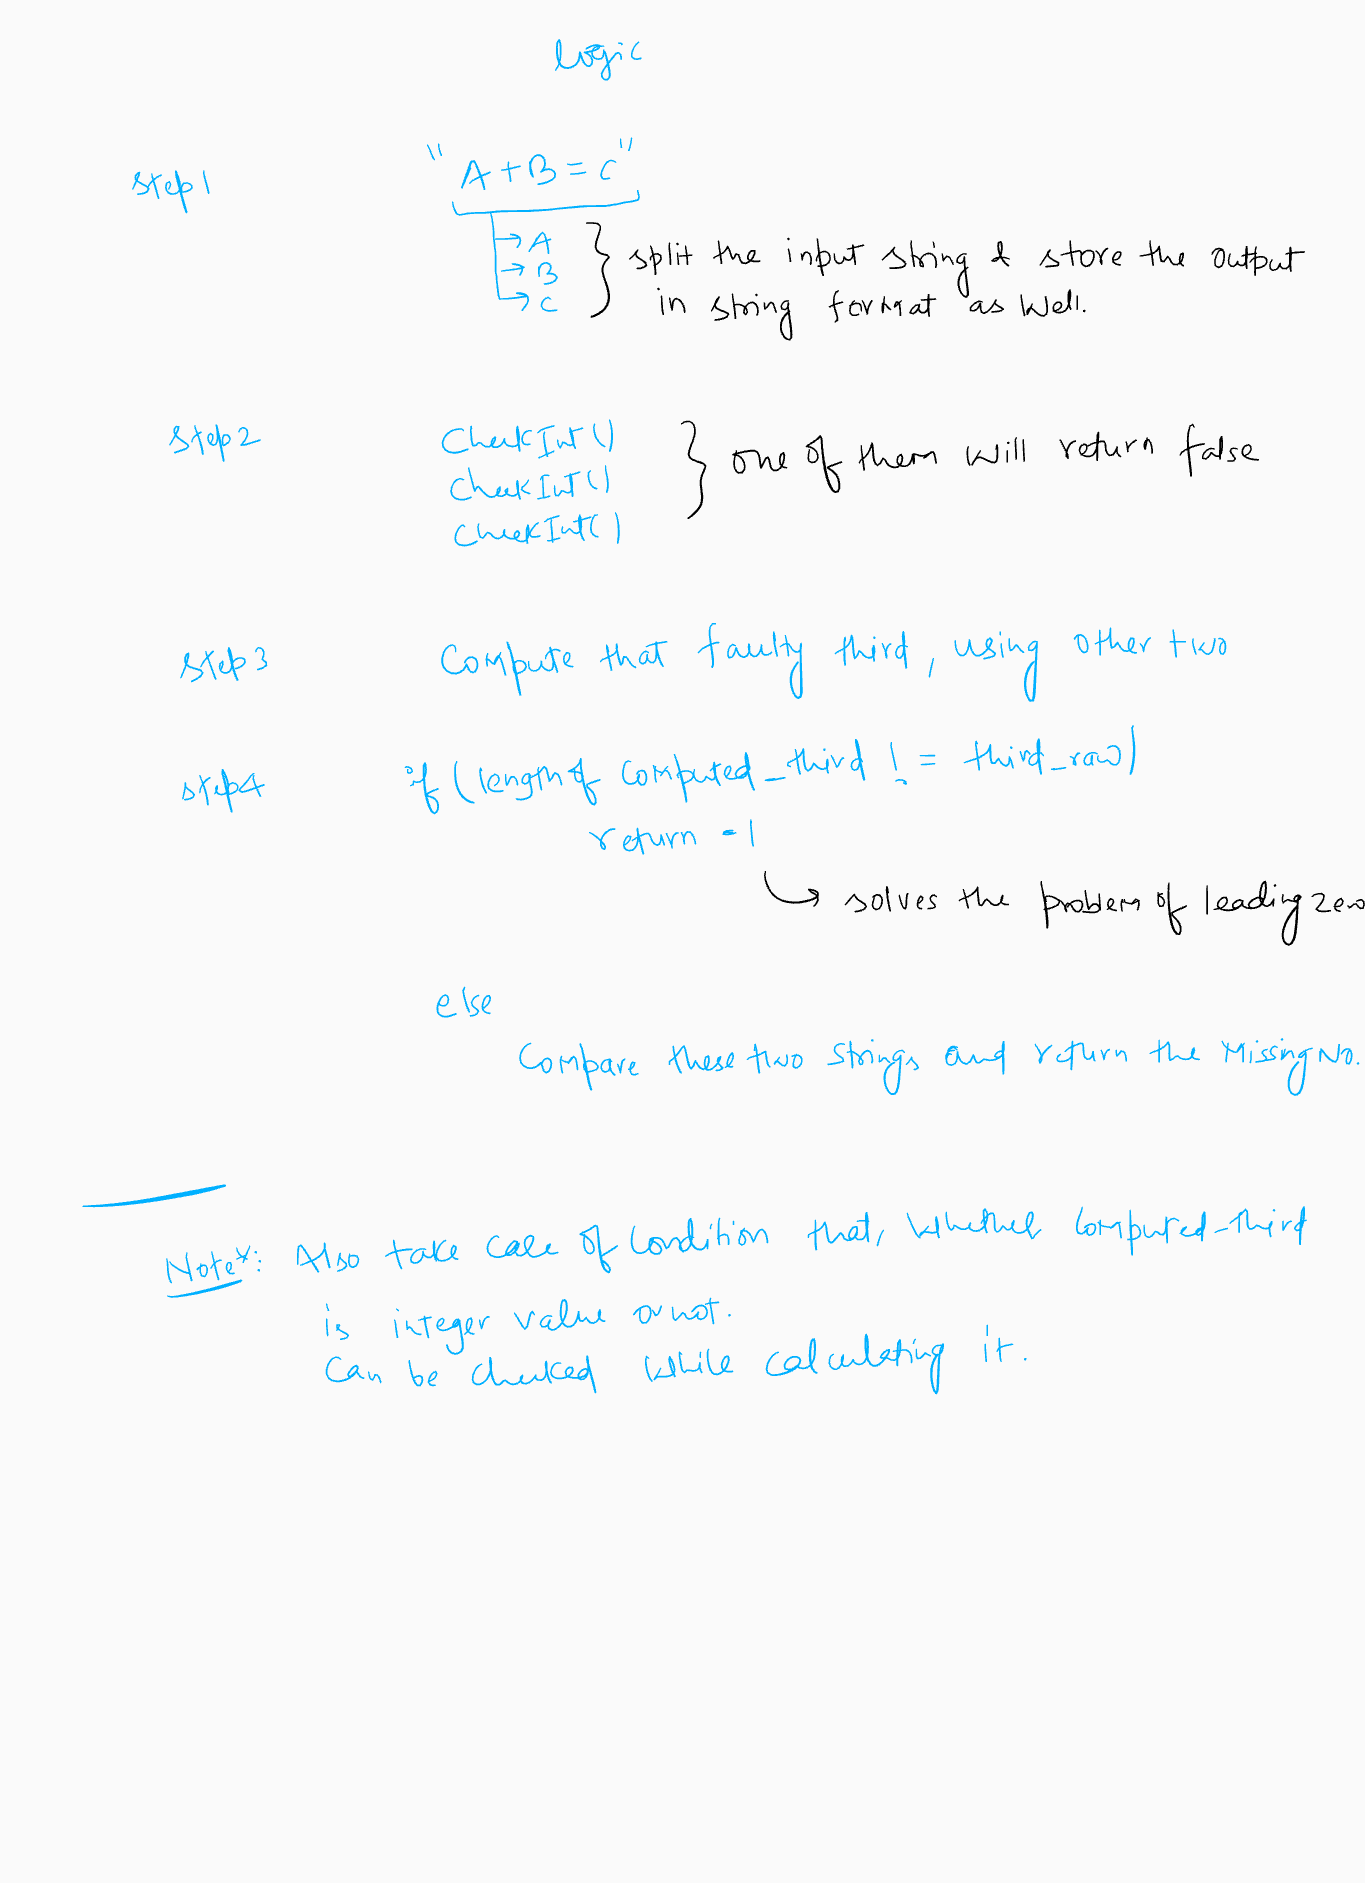 logic
Step 1
"A + B = C"
→ A
→ B
→ C
split the input string & store the output
in string format as well.
Step 2
CheckInt()
CheckInt()
CheckInt()
one of them will return false
Step 3
Compute that faulty third, using other two
Step 4
if (length of Computed_third != third_raw)
return -1
↳ solves the problem of leading zero
else
Compare these two strings and return the Missing No.
Note*: Also take care of Condition that, Whether Computed-third
is integer value or not.
Can be checked while calculating it.